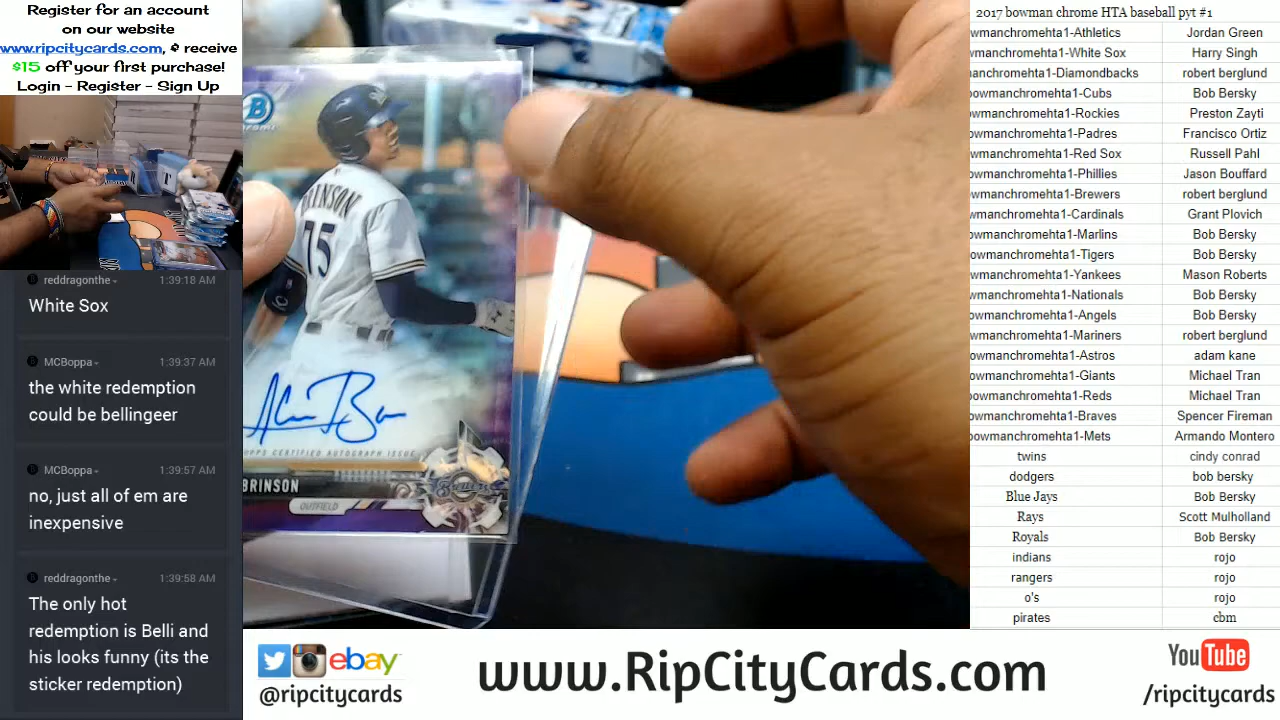 Register for an account
on our website
www.ripcitycards.com, & receive
$15 off your first purchase!
Login - Register - Sign Up
reddragonthe 1:39:18 AM
White Sox
MCBoppa 1:39:37 AM
the white redemption
could be bellingeer
MCBoppa 1:39:57 AM
no, just all of em are
inexpensive
reddragonthe 1:39:58 AM
The only hot
redemption is Belli and
his looks funny (its the
sticker redemption)
B
BRINSON
75
TOPPS CERTIFIED AUTOGRAPH ISSUE
BRINSON
OUTFIELD
2017 bowman chrome HTA baseball pyt #1
wmanchromehta1-Athletics Jordan Green
wmanchromehta1-White Sox Harry Singh
manchromehta1-Diamondbacks robert berglund
owmanchromehta1-Cubs Bob Bersky
owmanchromehta1-Rockies Preston Zayti
owmanchromehta1-Padres Francisco Ortiz
owmanchromehta1-Red Sox Russell Pahl
owmanchromehta1-Phillies Jason Bouffard
owmanchromehta1-Brewers robert berglund
wmanchromehta1-Cardinals Grant Plovich
owmanchromehta1-Marlins Bob Bersky
owmanchromehta1-Tigers Bob Bersky
owmanchromehta1-Yankees Mason Roberts
wmanchromehta1-Nationals Bob Bersky
owmanchromehta1-Angels Bob Bersky
owmanchromehta1-Mariners robert berglund
owmanchromehta1-Astros adam kane
owmanchromehta1-Giants Michael Tran
owmanchromehta1-Reds Michael Tran
owmanchromehta1-Braves Spencer Fireman
bowmanchromehta1-Mets Armando Montero
twins cindy conrad
dodgers bob bersky
Blue Jays Bob Bersky
Rays Scott Mulholland
Royals Bob Bersky
indians rojo
rangers rojo
o's rojo
pirates cbm
ebay
@ripcitycards
www.RipCityCards.com
YouTube
/ripcitycards